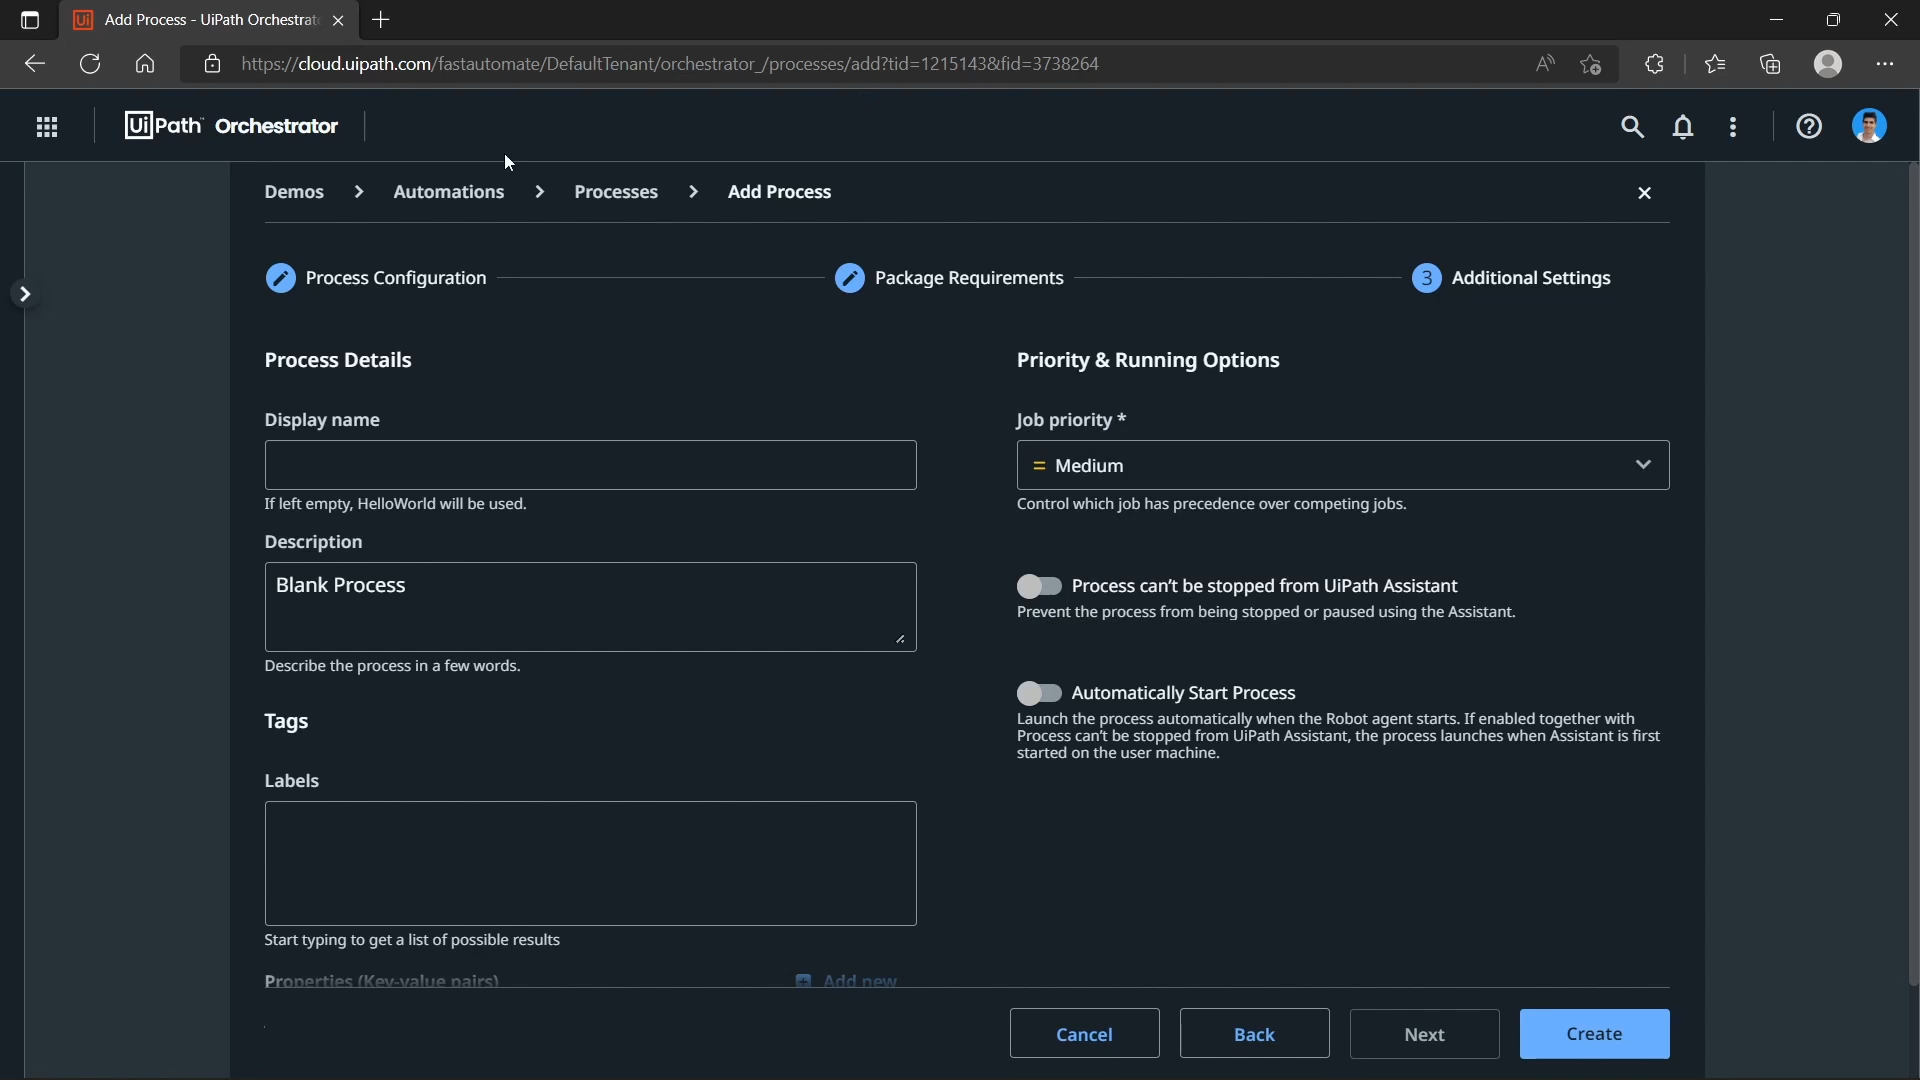 Add Process - UiPath Orchestrat
https://cloud.uipath.com/fastautomate/DefaultTenant/orchestrator_/processes/add?tid=1215143&fid=3738264
UiPath™ Orchestrator
Demos > Automations > Processes > Add Process
Process Configuration
Package Requirements
3 Additional Settings
Process Details
Display name
If left empty, HelloWorld will be used.
Description
Blank Process
Describe the process in a few words.
Tags
Labels
Start typing to get a list of possible results
Properties (Key-value pairs)
Add new
Priority & Running Options
Job priority *
Medium
Control which job has precedence over competing jobs.
Process can't be stopped from UiPath Assistant
Prevent the process from being stopped or paused using the Assistant.
Automatically Start Process
Launch the process automatically when the Robot agent starts. If enabled together with
Process can't be stopped from UiPath Assistant, the process launches when Assistant is first
started on the user machine.
Cancel
Back
Next
Create